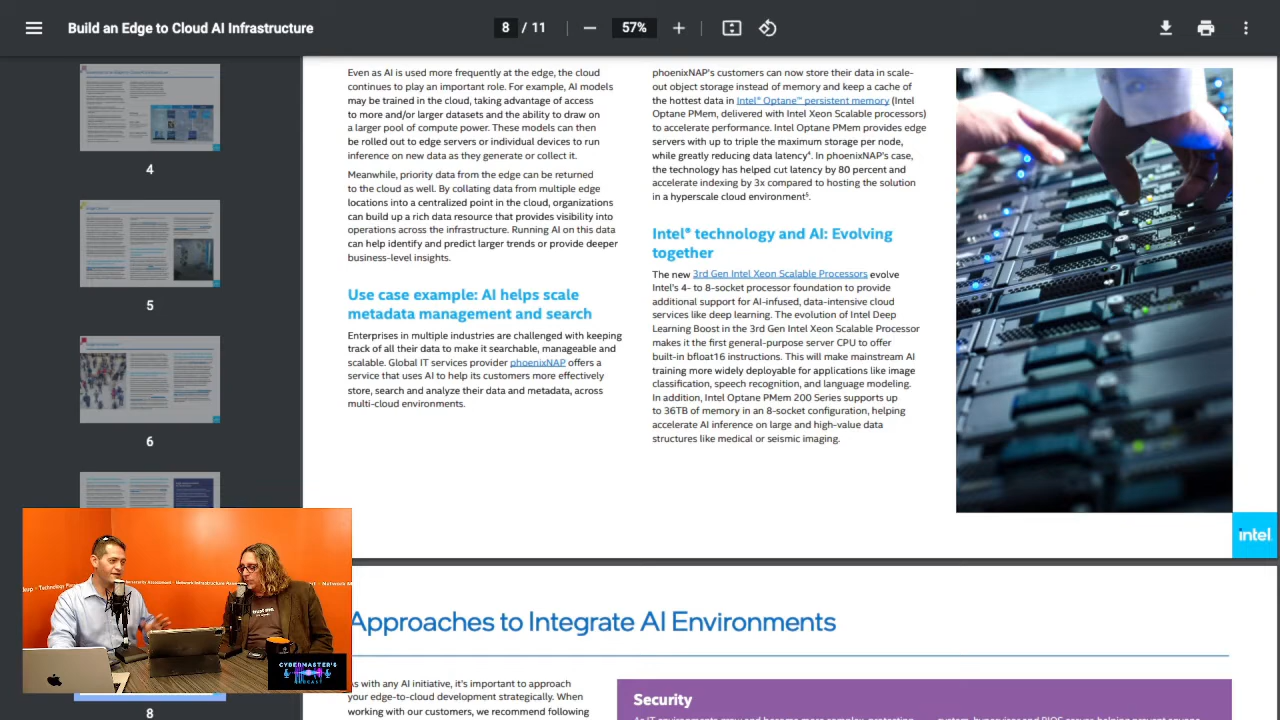 Build an Edge to Cloud AI Infrastructure
8 / 11
57%
4
5
6
8
Even as AI is used more frequently at the edge, the cloud
continues to play an important role. For example, AI models
may be trained in the cloud, taking advantage of access
to more and/or larger datasets and the ability to draw on
a larger pool of compute power. These models can then
be rolled out to edge servers or individual devices to run
inference on new data as they generate or collect it.
Meanwhile, priority data from the edge can be returned
to the cloud as well. By collating data from multiple edge
locations into a centralized point in the cloud, organizations
can build up a rich data resource that provides visibility into
operations across the infrastructure. Running AI on this data
can help identify and predict larger trends or provide deeper
business-level insights.
Use case example: AI helps scale
metadata management and search
Enterprises in multiple industries are challenged with keeping
track of all their data to make it searchable, manageable and
scalable. Global IT services provider phoenixNAP offers a
service that uses AI to help its customers more effectively
store, search and analyze their data and metadata, across
multi-cloud environments.
phoenixNAP's customers can now store their data in scale-
out object storage instead of memory and keep a cache of
the hottest data in Intel® Optane™ persistent memory (Intel
Optane PMem, delivered with Intel Xeon Scalable processors)
to accelerate performance. Intel Optane PMem provides edge
servers with up to triple the maximum storage per node,
while greatly reducing data latency⁴. In phoenixNAP's case,
the technology has helped cut latency by 80 percent and
accelerate indexing by 3x compared to hosting the solution
in a hyperscale cloud environment⁵.
Intel® technology and AI: Evolving
together
The new 3rd Gen Intel Xeon Scalable Processors evolve
Intel's 4- to 8-socket processor foundation to provide
additional support for AI-infused, data-intensive cloud
services like deep learning. The evolution of Intel Deep
Learning Boost in the 3rd Gen Intel Xeon Scalable Processor
makes it the first general-purpose server CPU to offer
built-in bfloat16 instructions. This will make mainstream AI
training more widely deployable for applications like image
classification, speech recognition, and language modeling.
In addition, Intel Optane PMem 200 Series supports up
to 36TB of memory in an 8-socket configuration, helping
accelerate AI inference on large and high-value data
structures like medical or seismic imaging.
intel
Approaches to Integrate AI Environments
As with any AI initiative, it's important to approach
your edge-to-cloud development strategically. When
working with our customers, we recommend following
Security
CYBERMASTER'S
PODCAST